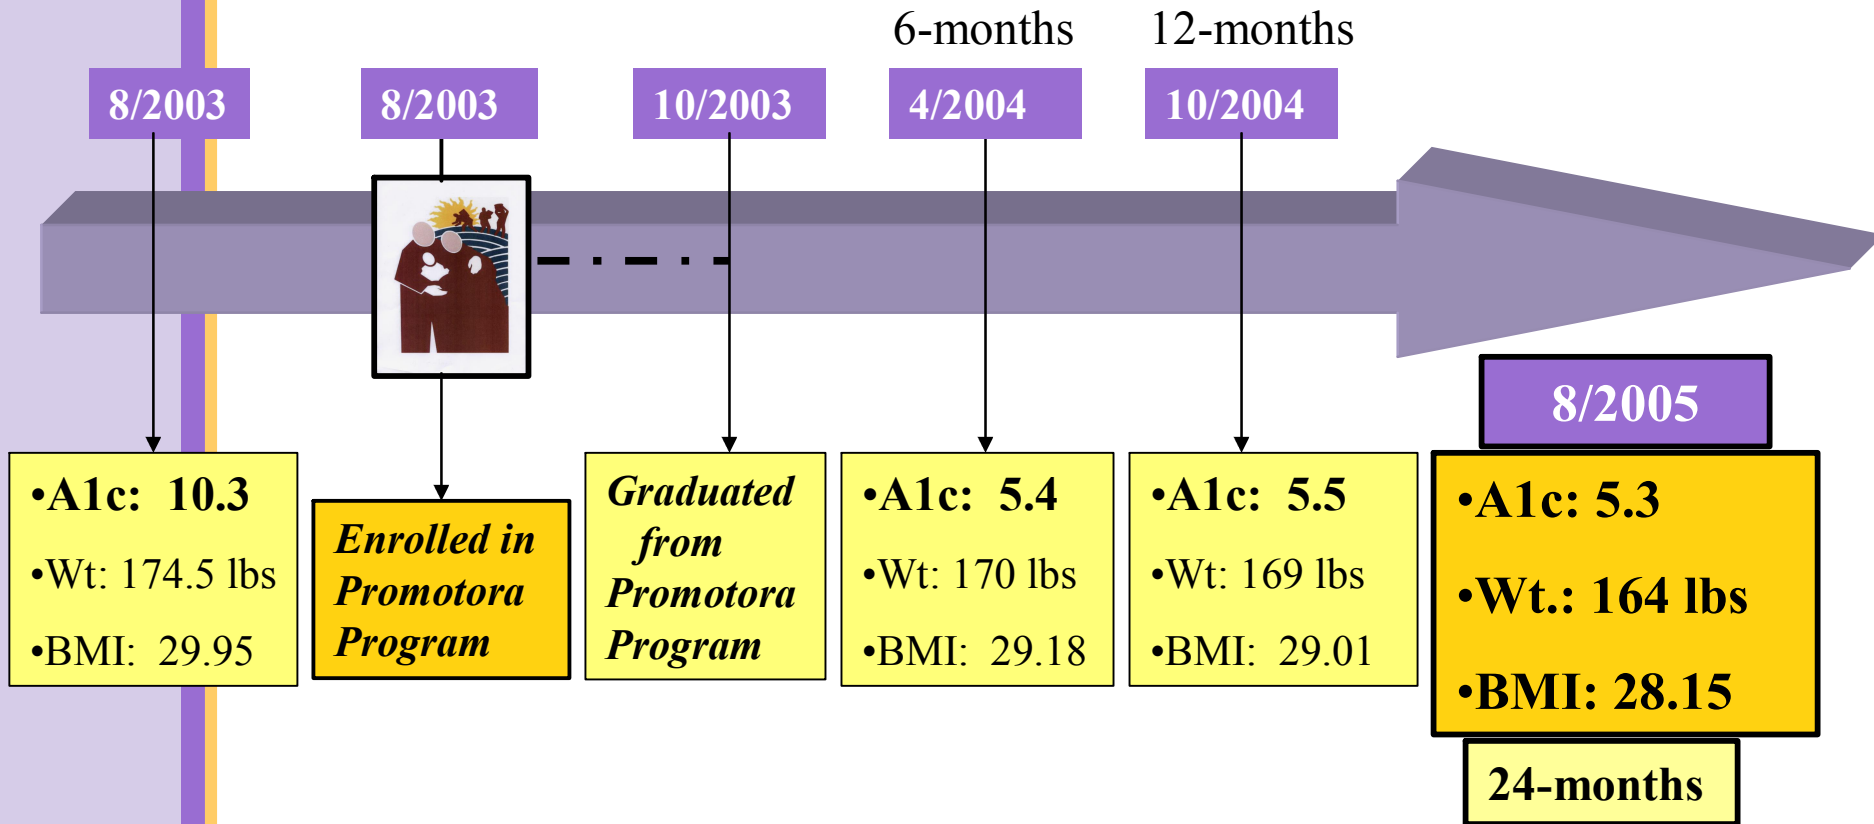 6-months
12-months
8/2003
8/2003
10/2003
4/2004
10/2004
•A1c:  10.3
•Wt: 174.5 lbs
•BMI:  29.95
Enrolled in
Promotora
Program
Graduated
from
Promotora
Program
•A1c:  5.4
•Wt: 170 lbs
•BMI:  29.18
•A1c:  5.5
•Wt: 169 lbs
•BMI:  29.01
8/2005
•A1c: 5.3
•Wt.: 164 lbs
•BMI: 28.15
24-months